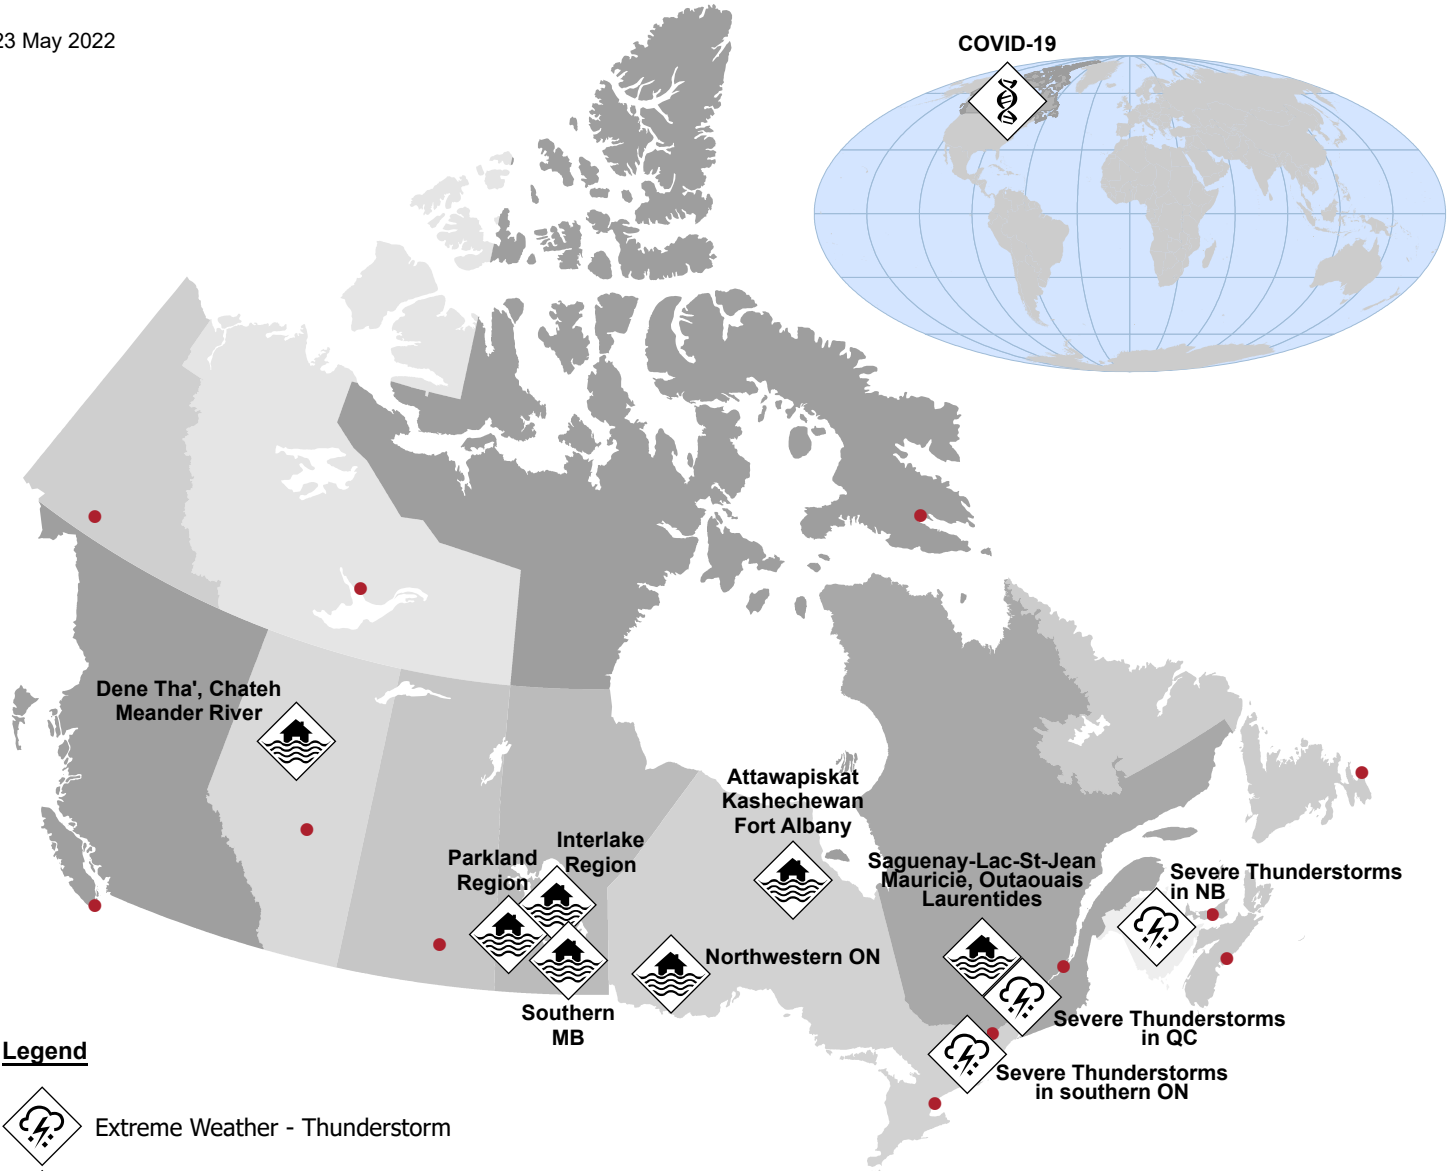 23 May 2022
COVID-19
Dene Tha', Chateh
Meander River
Attawapiskat
Kashechewan
Fort Albany
Interlake
Region
Parkland
Region
Saguenay-Lac-St-Jean
Mauricie, Outaouais
Laurentides
Severe Thunderstorms
in NB
Northwestern ON
Southern
MB
Severe Thunderstorms
in QC
Severe Thunderstorms
in southern ON
Legend
Extreme Weather - Thunderstorm